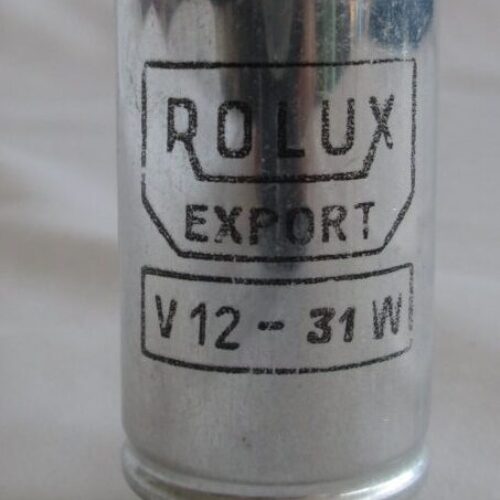 ROLUX
EXPORT
V 12 - 31 W